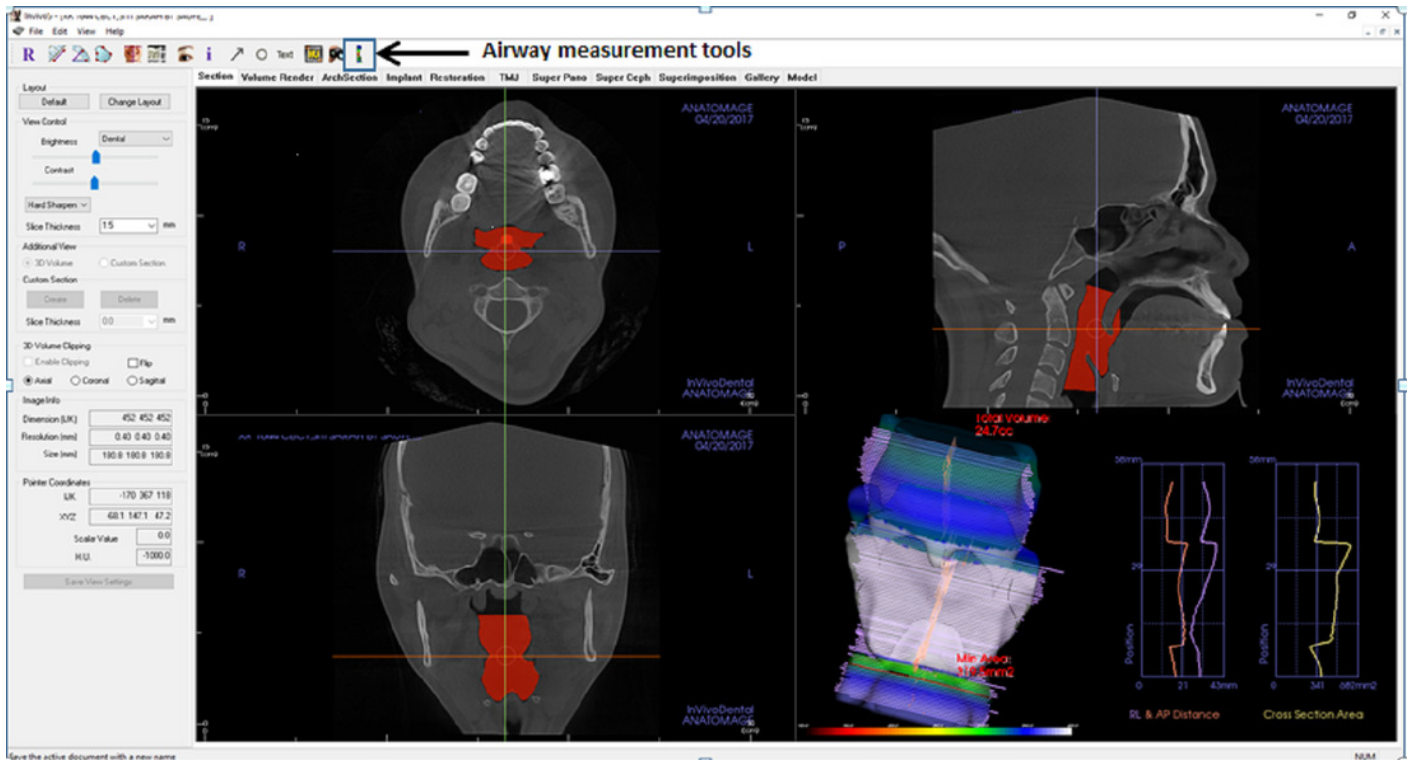 File Edit View Help
Text
Airway measurement tools
Section Volume Render ArchSection Implant Restoration TMJ Super Pano Super Ceph Superimposition Gallery Model
Layout
Default Change Layout
View Control
Brightness Dental
Contrast
Hard Sharpen
Slice Thickness 1.5 mm
Additional View
3D Volume Custom Section
Custom Section
Create Delete
Slice Thickness 0.0 mm
3D Volume Clipping
Enable Clipping Flip
Axial Coronal Sagittal
Image Info
Dimension (IJK) 452 452 452
Resolution (mm) 0.40 0.40 0.40
Size (mm) 180.8 180.8 180.8
Pointer Coordinates
IJK -170 367 118
XYZ -68.1 147.1 47.2
Scalar Value 0.0
H.U. -1000.0
Save View Settings
ANATOMAGE
04/20/2017
R L
InVivoDental
ANATOMAGE
ANATOMAGE
04/20/2017
P A
InVivoDental
ANATOMAGE
ANATOMAGE
04/20/2017
R L
InVivoDental
ANATOMAGE
Total Volume
24.7cc
Min Area:
58mm
29
Position
0 21 43mm
RL & AP Distance
58mm
29
Position
0 341 682mm2
Cross Section Area
Save the active document with a new name
NUM